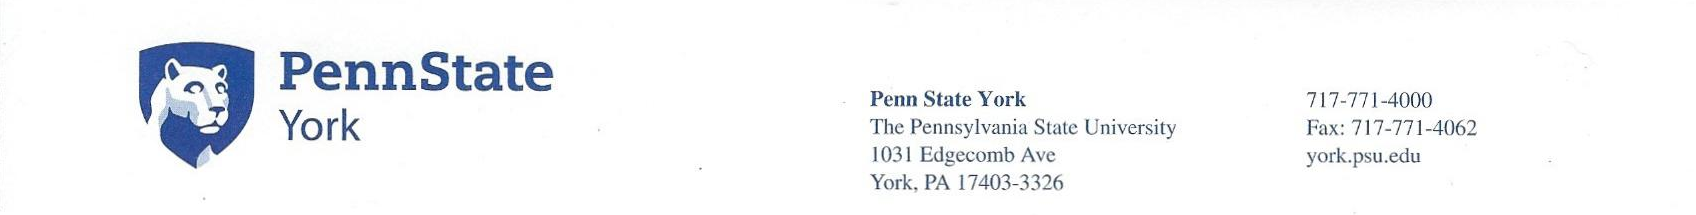 PennState
York
Penn State York
The Pennsylvania State University
1031 Edgecomb Ave
York, PA 17403-3326
717-771-4000
Fax: 717-771-4062
york.psu.edu